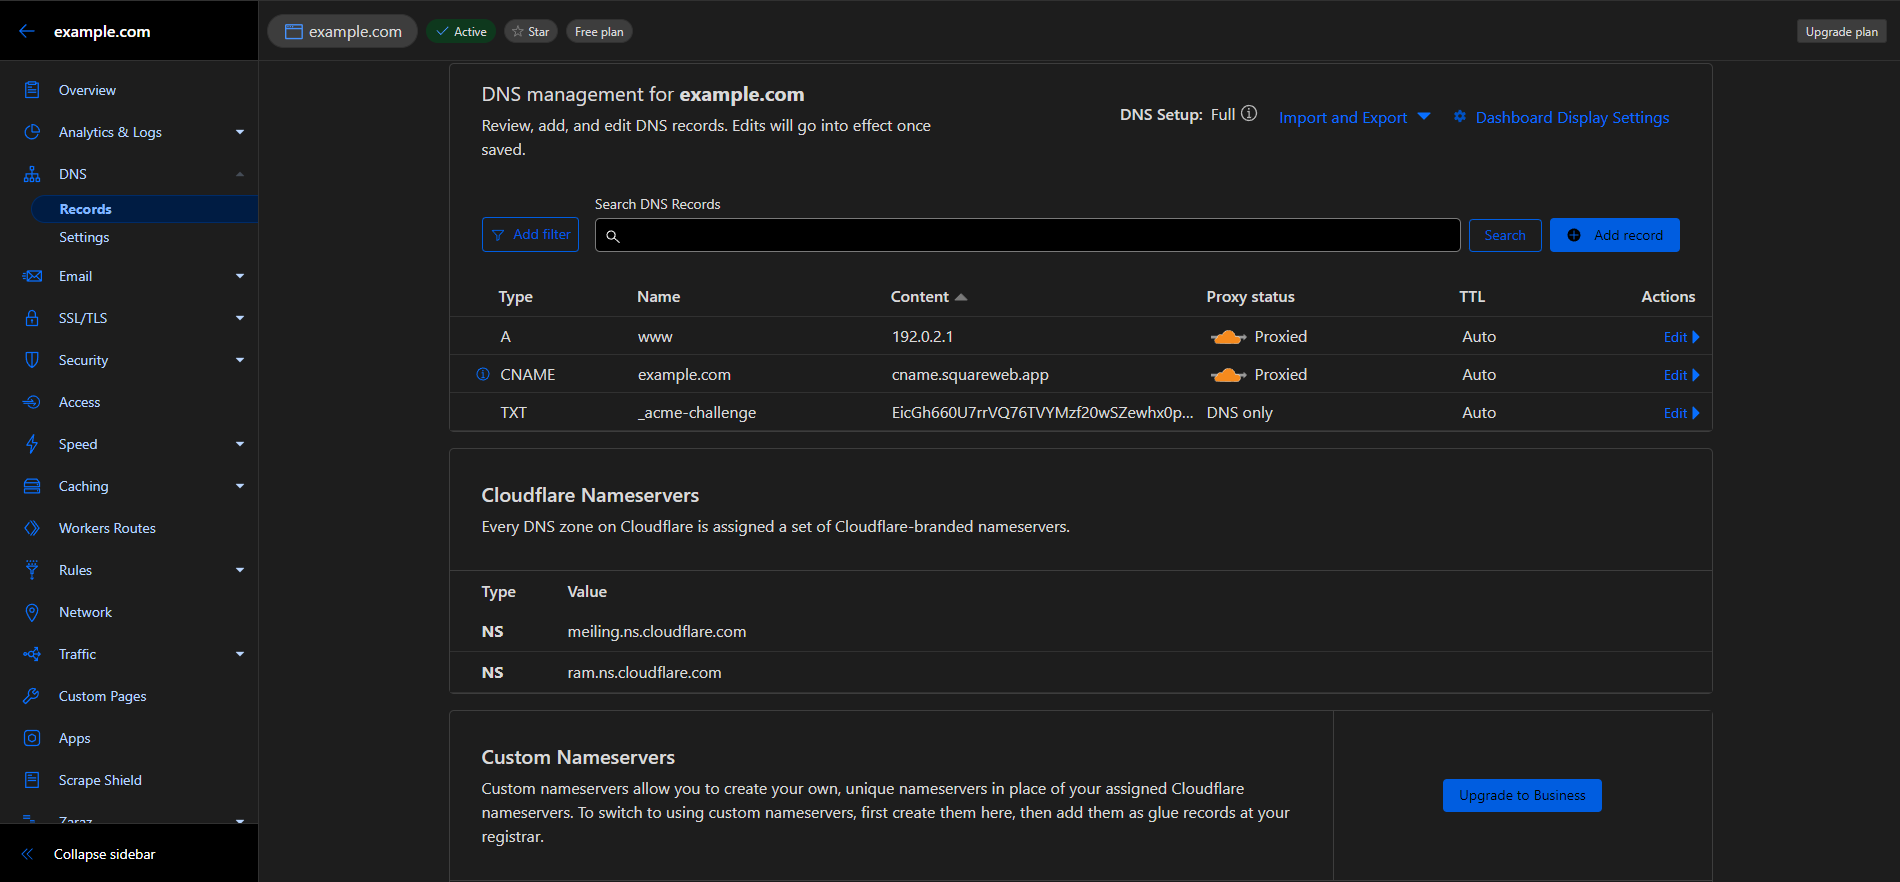 example.com
example.com
Active
Star
Free plan
Upgrade plan
Overview
Analytics & Logs
DNS
Records
Settings
Email
SSL/TLS
Security
Access
Speed
Caching
Workers Routes
Rules
Network
Traffic
Custom Pages
Apps
Scrape Shield
Zaraz
Collapse sidebar
DNS management for example.com
Review, add, and edit DNS records. Edits will go into effect once
saved.
DNS Setup: Full
Import and Export
Dashboard Display Settings
Search DNS Records
Add filter
Search
Add record
Type Name Content Proxy status TTL Actions
A www 192.0.2.1 Proxied Auto Edit
CNAME example.com cname.squareweb.app Proxied Auto Edit
TXT _acme-challenge EicGh660U7rrVQ76TVYMzf20wSZewhx0p... DNS only Auto Edit
Cloudflare Nameservers
Every DNS zone on Cloudflare is assigned a set of Cloudflare-branded nameservers.
Type Value
NS meiling.ns.cloudflare.com
NS ram.ns.cloudflare.com
Custom Nameservers
Custom nameservers allow you to create your own, unique nameservers in place of your assigned Cloudflare
nameservers. To switch to using custom nameservers, first create them here, then add them as glue records at your
registrar.
Upgrade to Business